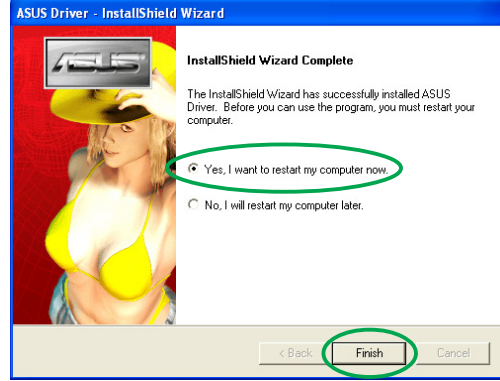 ASUS Driver - InstallShield Wizard
ASUS
InstallShield Wizard Complete
The InstallShield Wizard has successfully installed ASUS
Driver. Before you can use the program, you must restart your
computer.
Yes, I want to restart my computer now.
No, I will restart my computer later.
< Back
Finish
Cancel